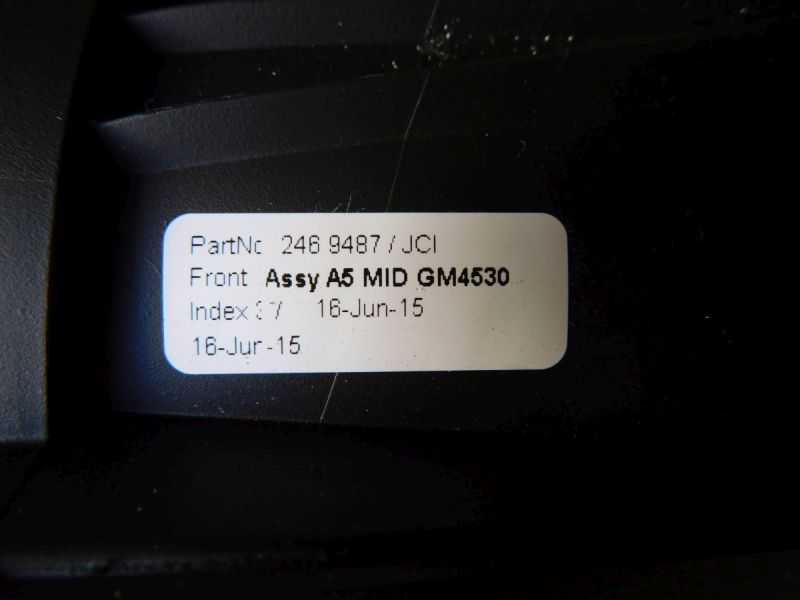 PartNo 246 9487 / JCI
Front Assy A5 MID GM4530
Index 16-Jun-15
16-Jun-15